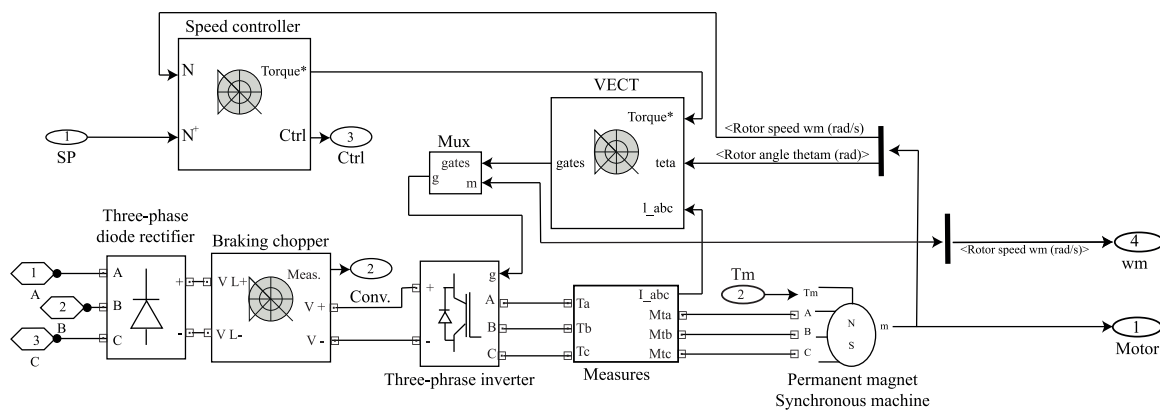 Speed controller
N
Torque*
N+
Ctrl
1
SP
3
Ctrl
VECT
Torque*
gates
teta
I_abc
<Rotor speed wm (rad/s)
<Rotor angle thetam (rad)>
Mux
gates
g
m
<Rotor speed wm (rad/s)>
4
wm
Three-phase
diode rectifier
1
A
2
B
3
C
A
B
C
+
-
Braking chopper
Meas.
V L+
V L-
V +
V -
2
Conv.
g
+
-
A
B
C
Three-phrase inverter
I_abc
Ta
Tb
Tc
Mta
Mtb
Mtc
Measures
Tm
2
Tm
A
B
C
N
S
m
Permanent magnet
Synchronous machine
1
Motor